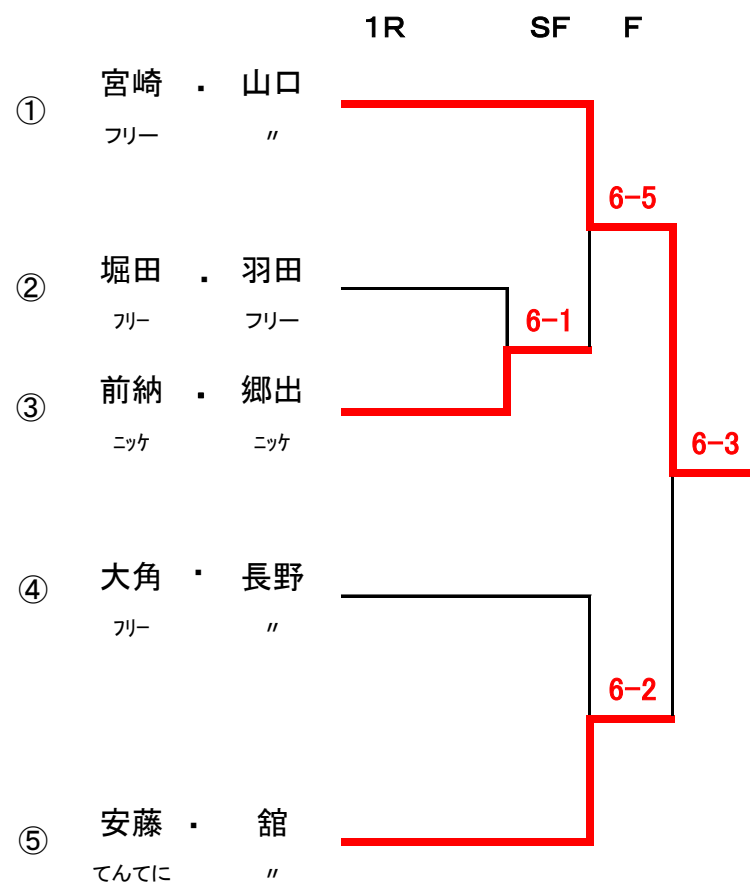 1R SF F
① 宮崎 ・ 山口
フリー 〃
6-5
② 堀田 ・ 羽田
フリー フリー
6-1
③ 前納 ・ 郷出
ニッケ ニッケ
6-3
④ 大角 ・ 長野
フリー 〃
6-2
⑤ 安藤 ・ 舘
てんてに 〃